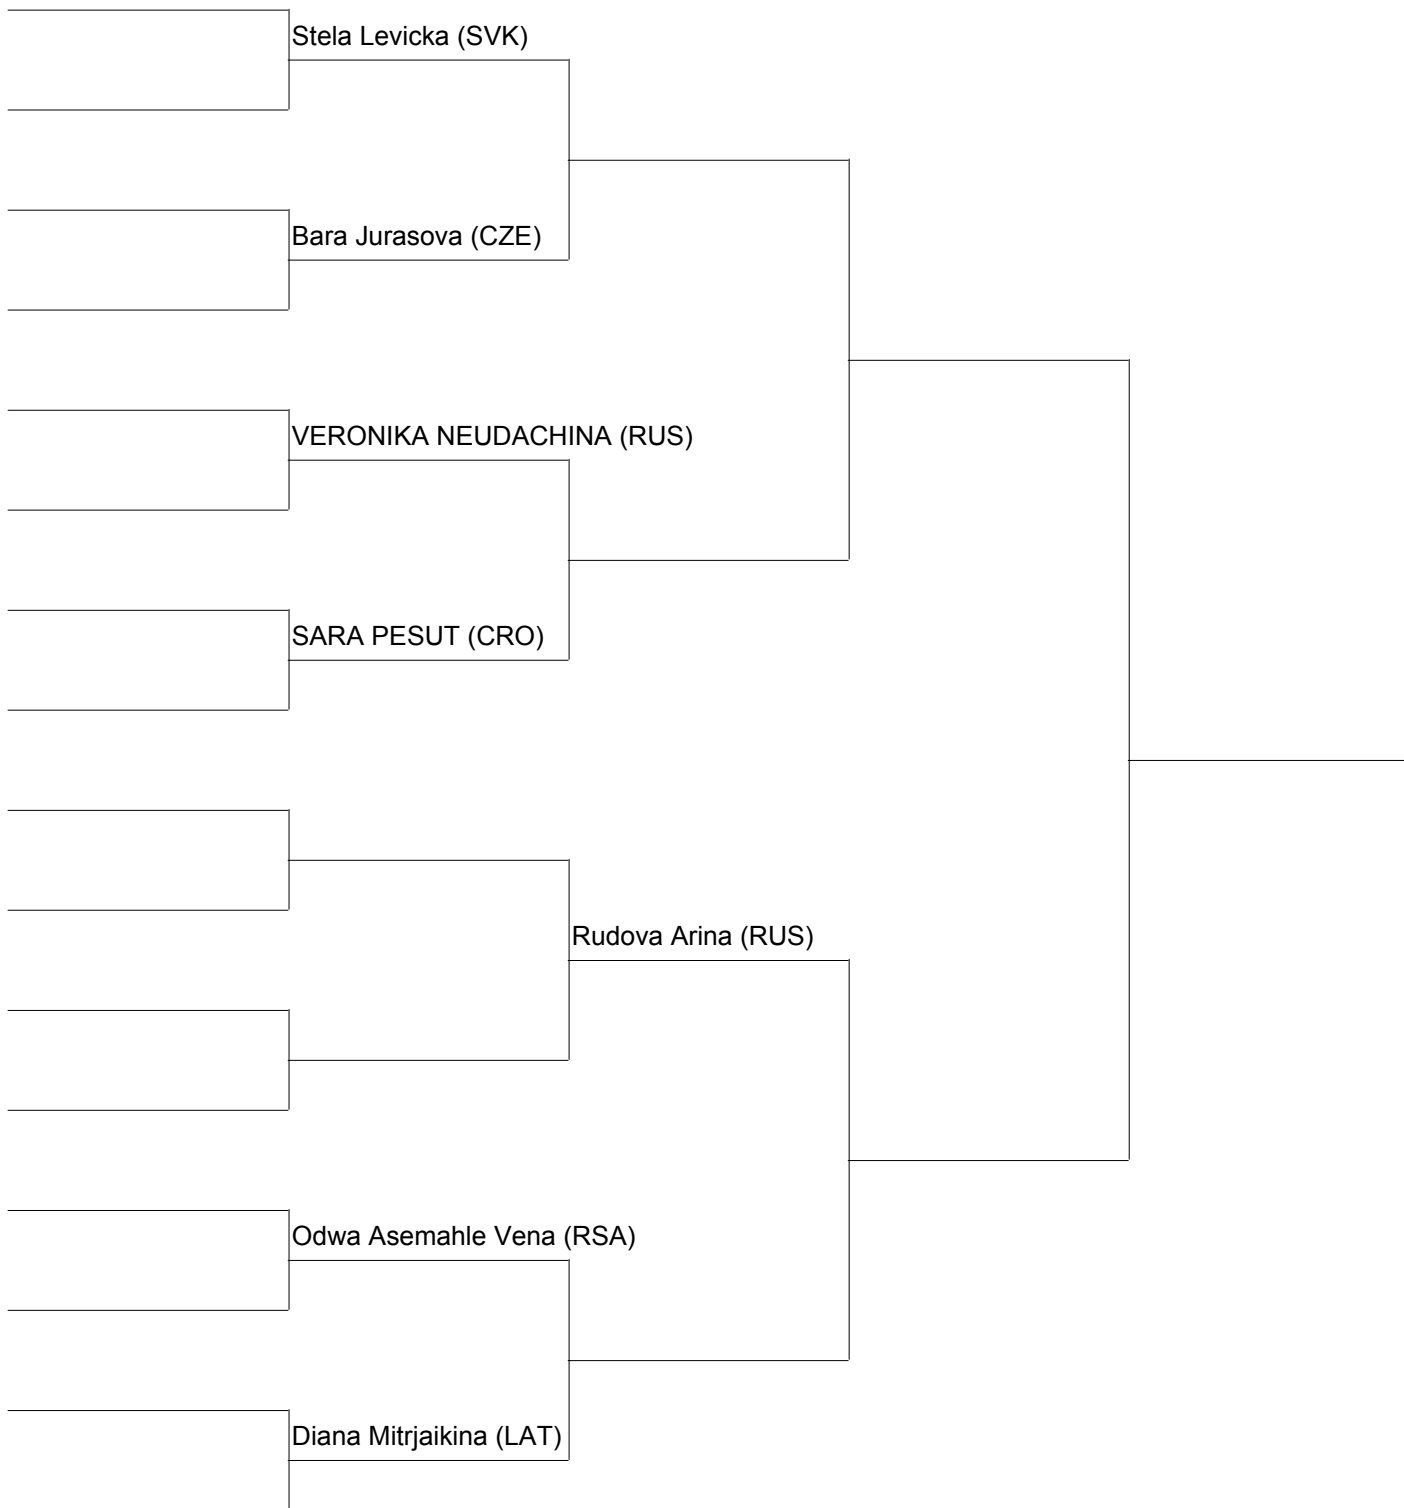 Stela Levicka (SVK)
Bara Jurasova (CZE)
VERONIKA NEUDACHINA (RUS)
SARA PESUT (CRO)
Rudova Arina (RUS)
Odwa Asemahle Vena (RSA)
Diana Mitrjaikina (LAT)